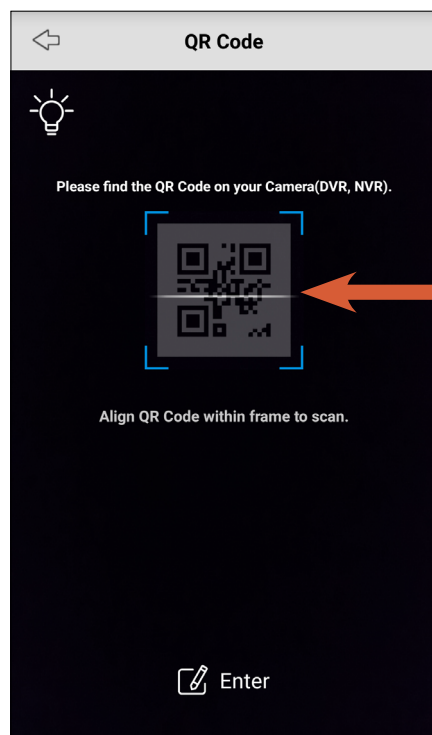 QR Code
Please find the QR Code on your Camera(DVR, NVR).
Align QR Code within frame to scan.
Enter